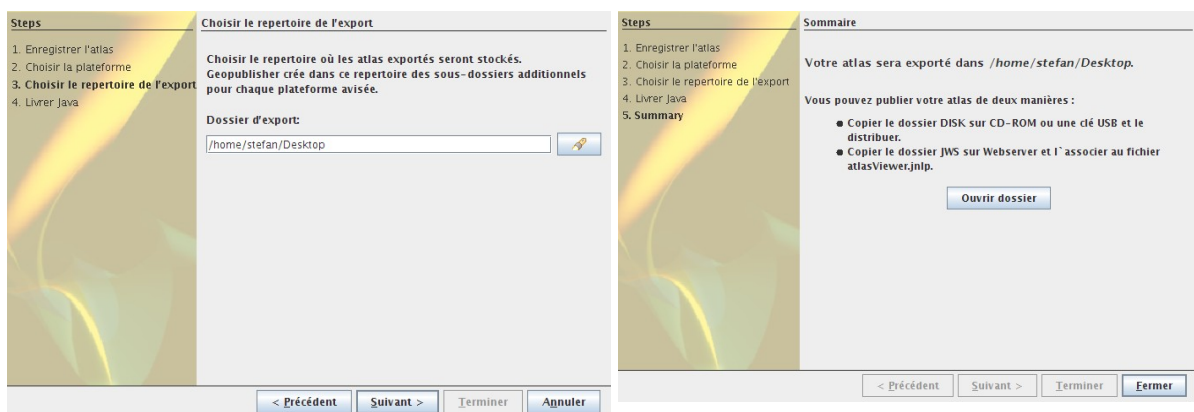 Steps
1. Enregistrer l'atlas
2. Choisir la plateforme
3. Choisir le repertoire de l'export
4. Livrer Java
Choisir le repertoire de l'export
Choisir le repertoire où les atlas exportés seront stockés.
Geopublisher crée dans ce repertoire des sous-dossiers additionnels
pour chaque plateforme avisée.
Dossier d'export:
/home/stefan/Desktop
< Précédent
Suivant >
Terminer
Annuler
Steps
1. Enregistrer l'atlas
2. Choisir la plateforme
3. Choisir le repertoire de l'export
4. Livrer Java
5. Summary
Sommaire
Votre atlas sera exporté dans /home/stefan/Desktop.
Vous pouvez publier votre atlas de deux manières :
● Copier le dossier DISK sur CD-ROM ou une clé USB et le
distribuer.
● Copier le dossier JWS sur Webserver et l`associer au fichier
atlasViewer.jnlp.
Ouvrir dossier
< Précédent
Suivant >
Terminer
Fermer